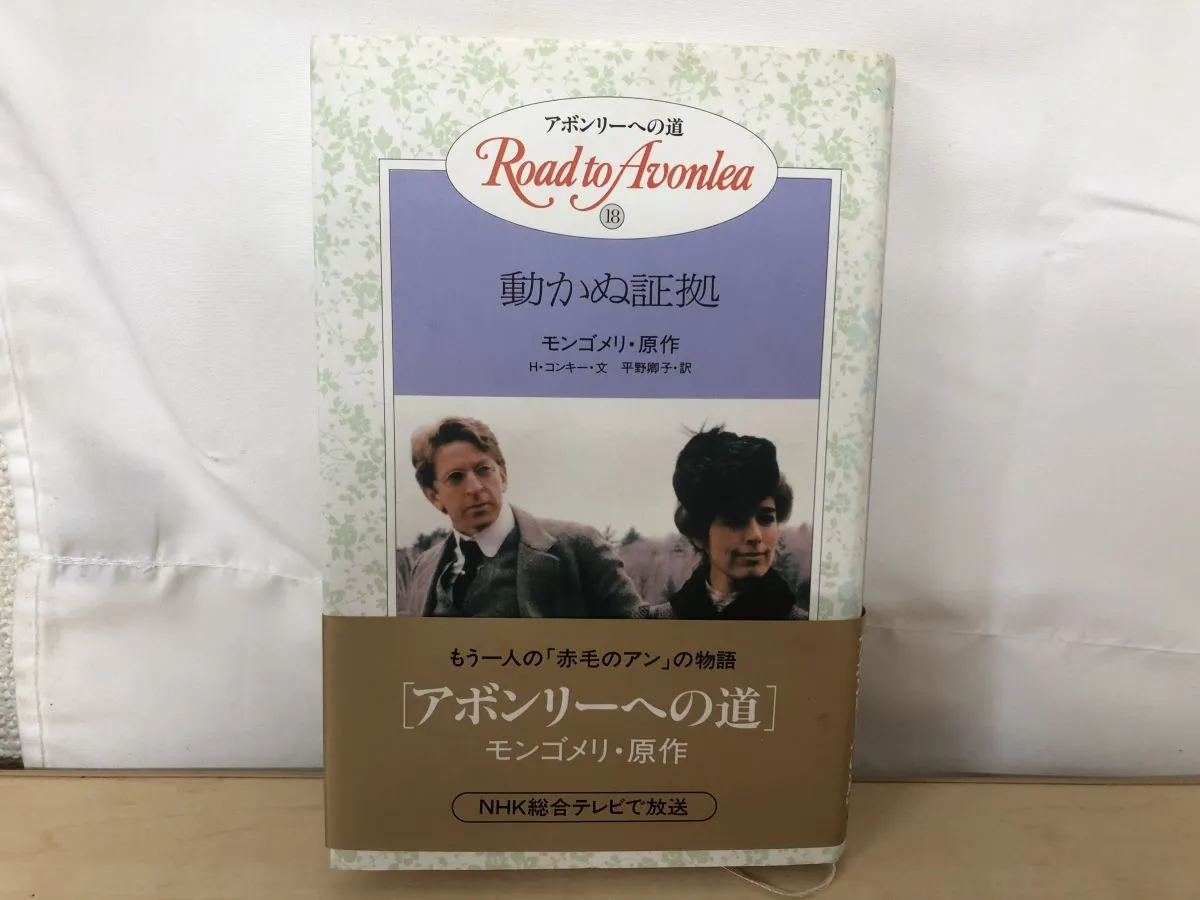 アボンリーへの道
Road to Avonlea
18
動かぬ証拠
モンゴメリ・原作
H・コンキー・文 平野卿子・訳
もう一人の「赤毛のアン」の物語
[アボンリーへの道]
モンゴメリ・原作
NHK総合テレビで放送